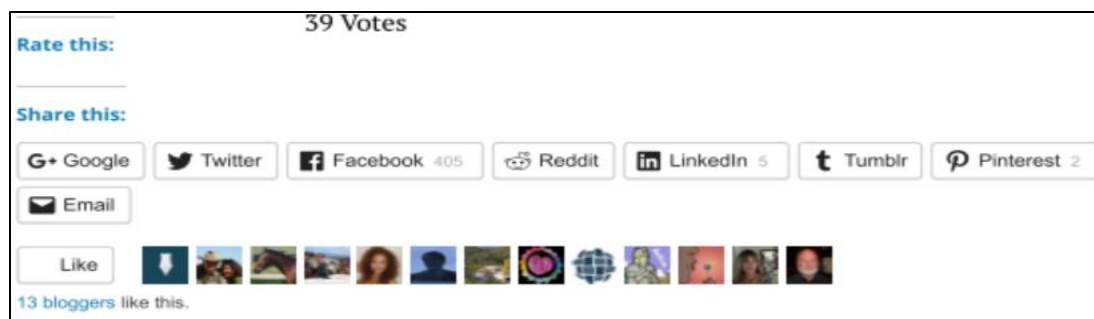 39 Votes
Rate this:
Share this:
G+ Google Twitter Facebook 405 Reddit LinkedIn 5 Tumblr Pinterest 2
Email
Like
13 bloggers like this.